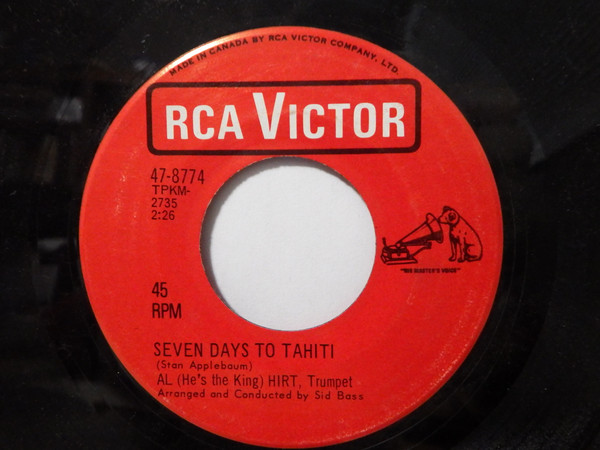 MADE IN CANADA BY RCA VICTOR COMPANY, LTD.
RCA VICTOR
47-8774
TPKM-
2735
2:26
"HIS MASTER'S VOICE"
45
RPM
SEVEN DAYS TO TAHITI
(Stan Applebaum)
AL (He's the King) HIRT, Trumpet
Arranged and Conducted by Sid Bass